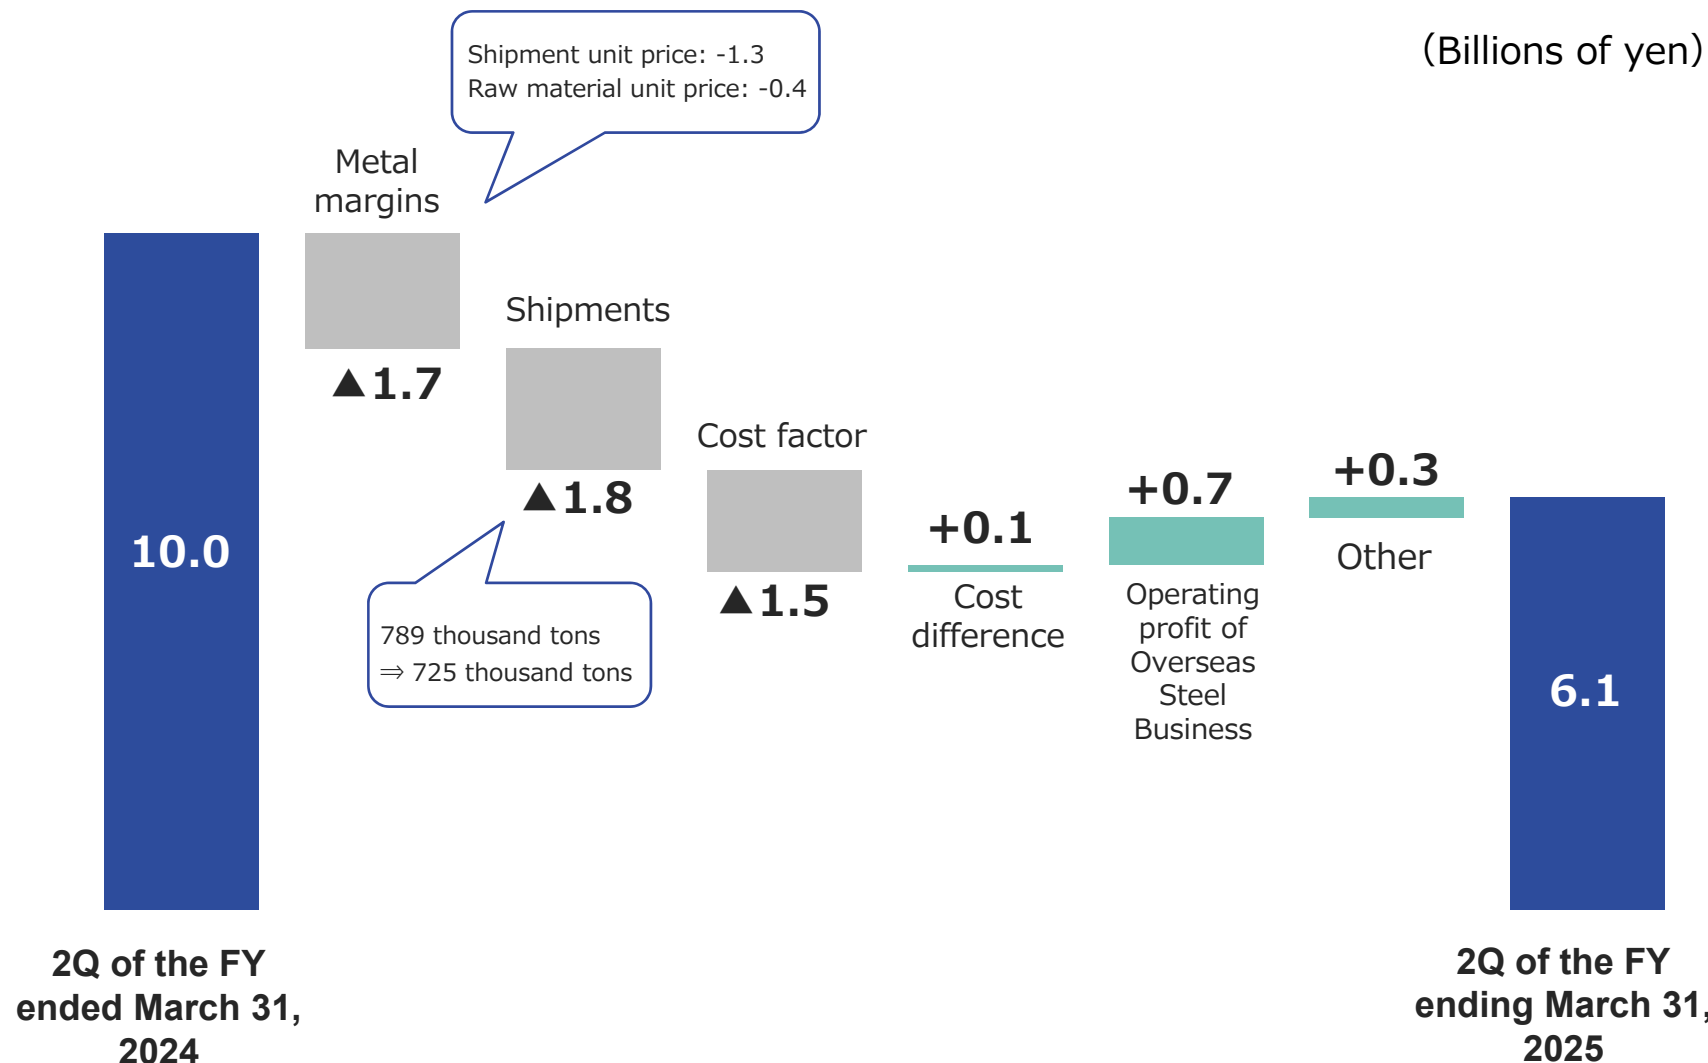 (Billions of yen)
Shipment unit price: -1.3
Raw material unit price: -0.4
Metal
margins
▲1.7
Shipments
▲1.8
789 thousand tons
⇒ 725 thousand tons
Cost factor
▲1.5
+0.1
Cost
difference
+0.7
Operating
profit of
Overseas
Steel
Business
+0.3
Other
10.0
6.1
2Q of the FY
ended March 31,
2024
2Q of the FY
ending March 31,
2025